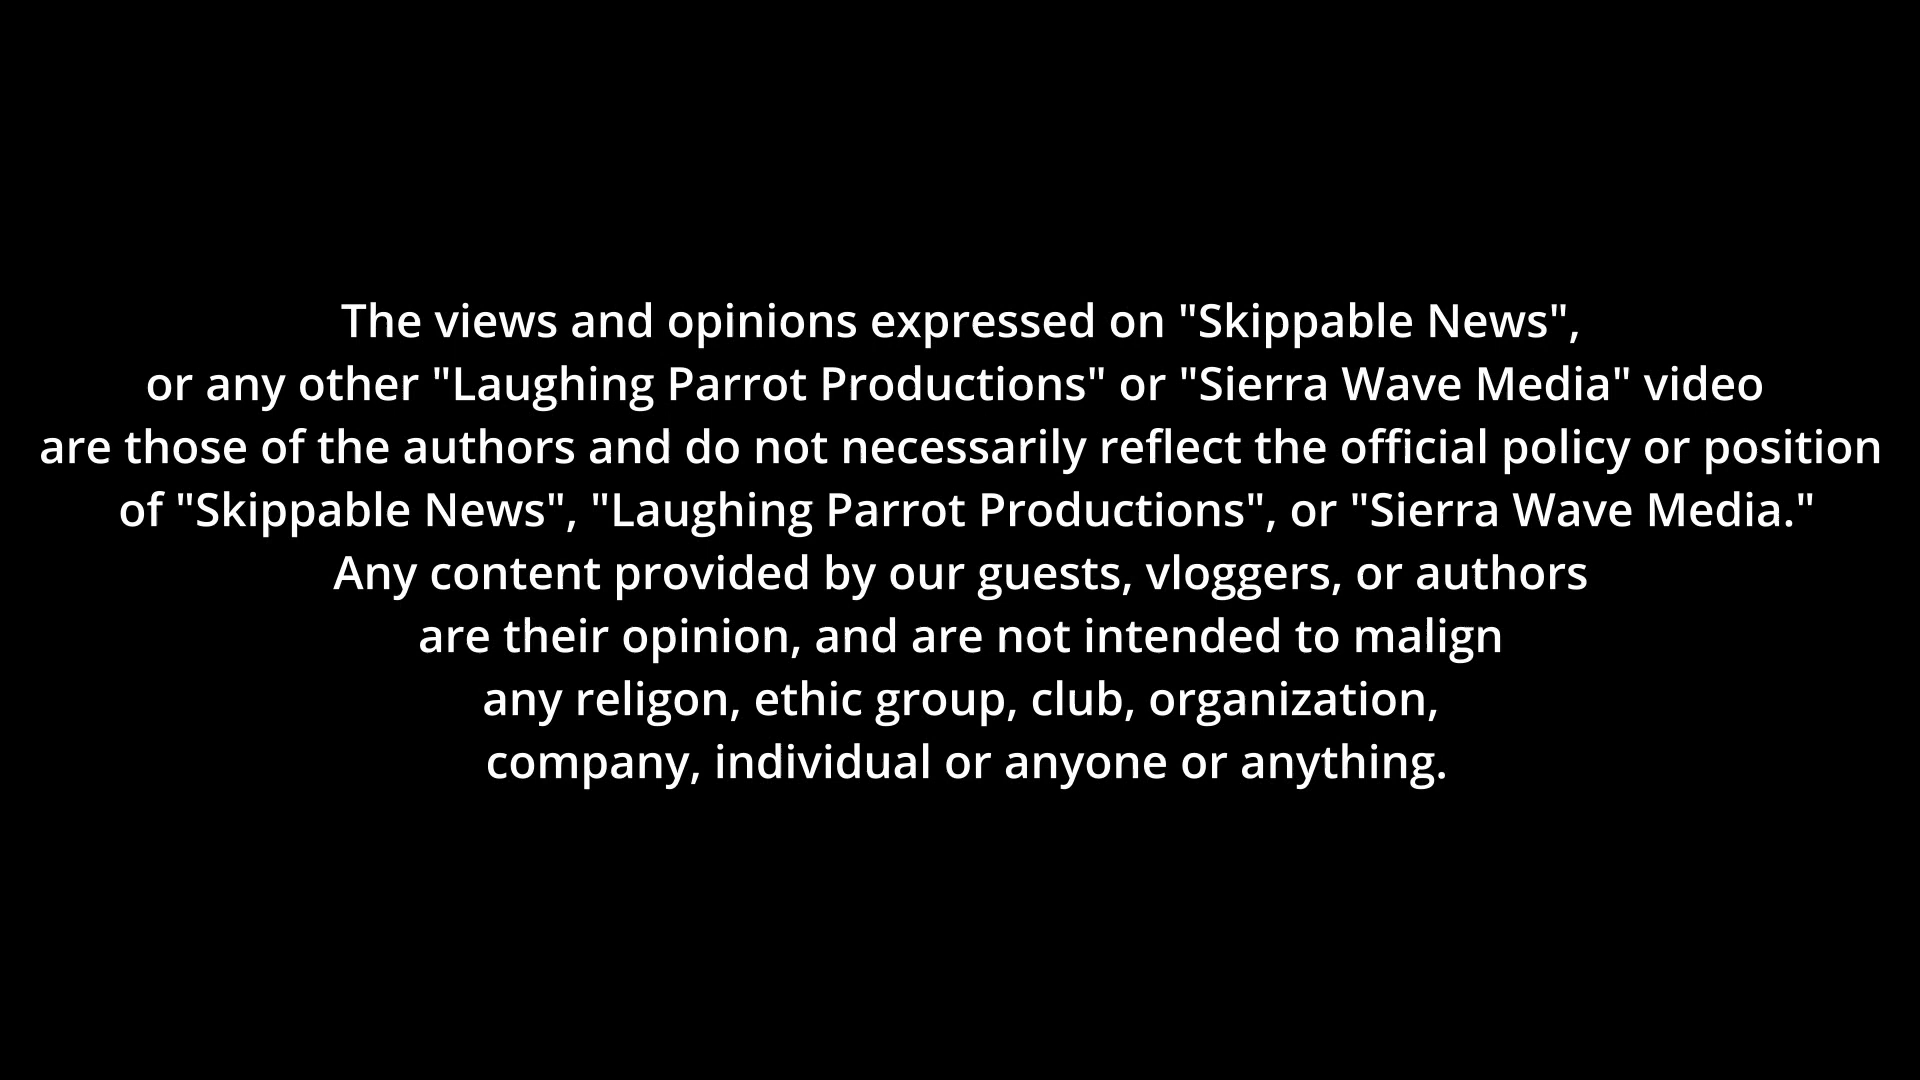 The views and opinions expressed on "Skippable News",
or any other "Laughing Parrot Productions" or "Sierra Wave Media" video
are those of the authors and do not necessarily reflect the official policy or position
of "Skippable News", "Laughing Parrot Productions", or "Sierra Wave Media."
Any content provided by our guests, vloggers, or authors
are their opinion, and are not intended to malign
any religon, ethic group, club, organization,
company, individual or anyone or anything.